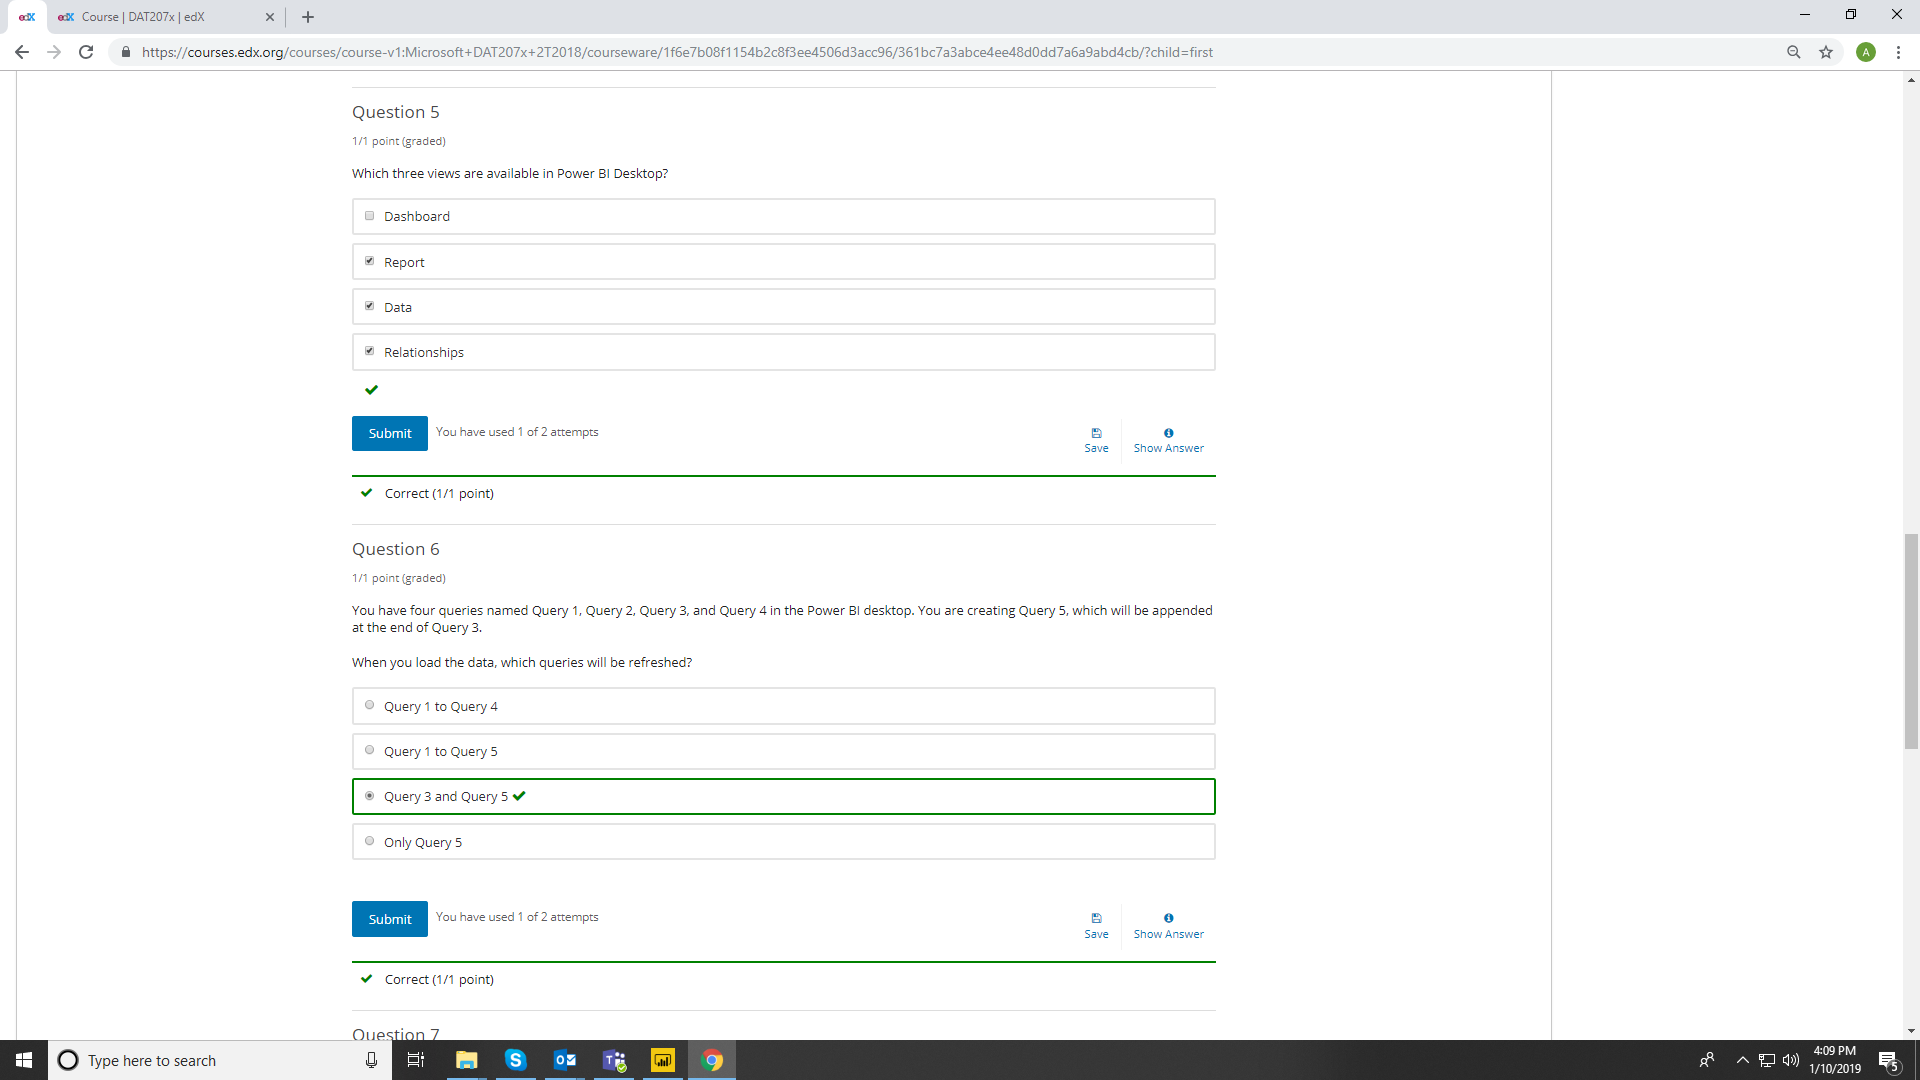 edX
edX Course | DAT207x | edX
https://courses.edx.org/courses/course-v1:Microsoft+DAT207x+2T2018/courseware/1f6e7b08f1154b2c8f3ee4506d3acc96/361bc7a3abce4ee48d0dd7a6a9abd4cb/?child=first
A
Question 5
1/1 point (graded)
Which three views are available in Power BI Desktop?
Dashboard
Report
Data
Relationships
Submit You have used 1 of 2 attempts
Save Show Answer
Correct (1/1 point)
Question 6
1/1 point (graded)
You have four queries named Query 1, Query 2, Query 3, and Query 4 in the Power BI desktop. You are creating Query 5, which will be appended
at the end of Query 3.
When you load the data, which queries will be refreshed?
Query 1 to Query 4
Query 1 to Query 5
Query 3 and Query 5
Only Query 5
Submit You have used 1 of 2 attempts
Save Show Answer
Correct (1/1 point)
Question 7
Type here to search
4:09 PM
1/10/2019
5